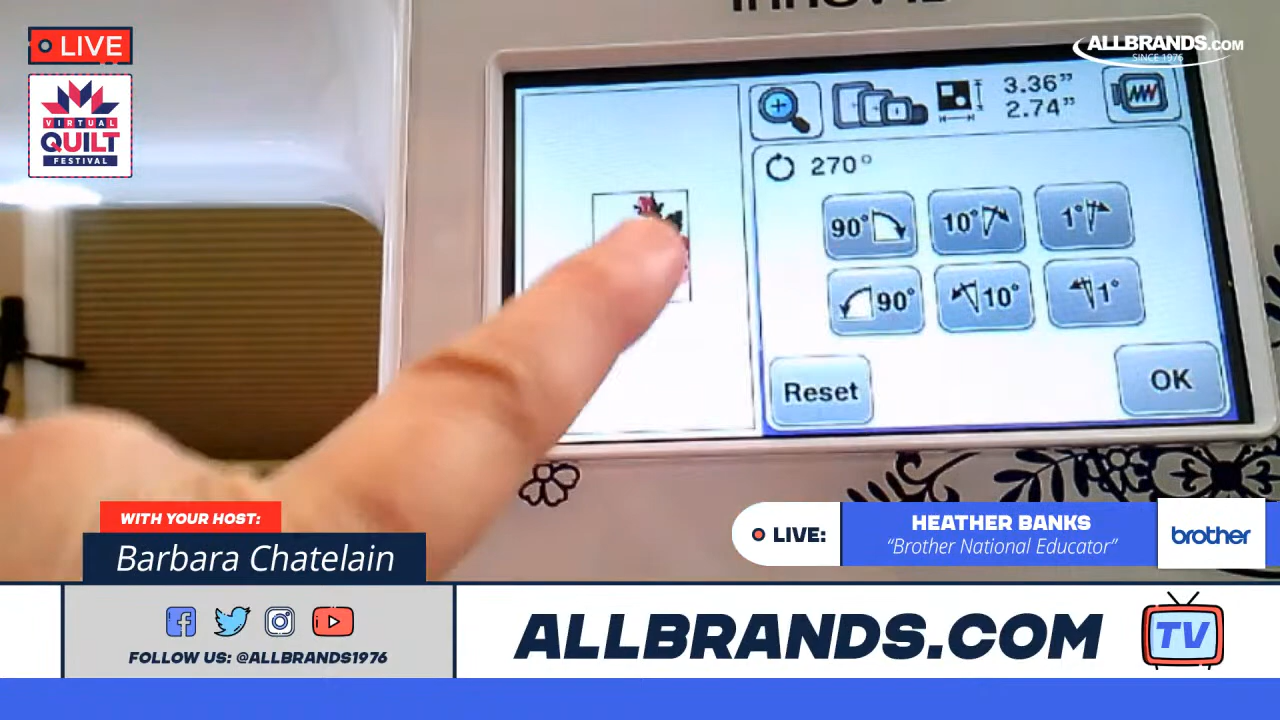 LIVE
VIRTUAL
QUILT
FESTIVAL
ALLBRANDS.com
SINCE 1976
3.36"
2.74"
270°
90°
10°
1°
90°
10°
1°
Reset
OK
WITH YOUR HOST:
Barbara Chatelain
LIVE:
HEATHER BANKS
"Brother National Educator"
brother
FOLLOW US: @ALLBRANDS1976
ALLBRANDS.COM
TV